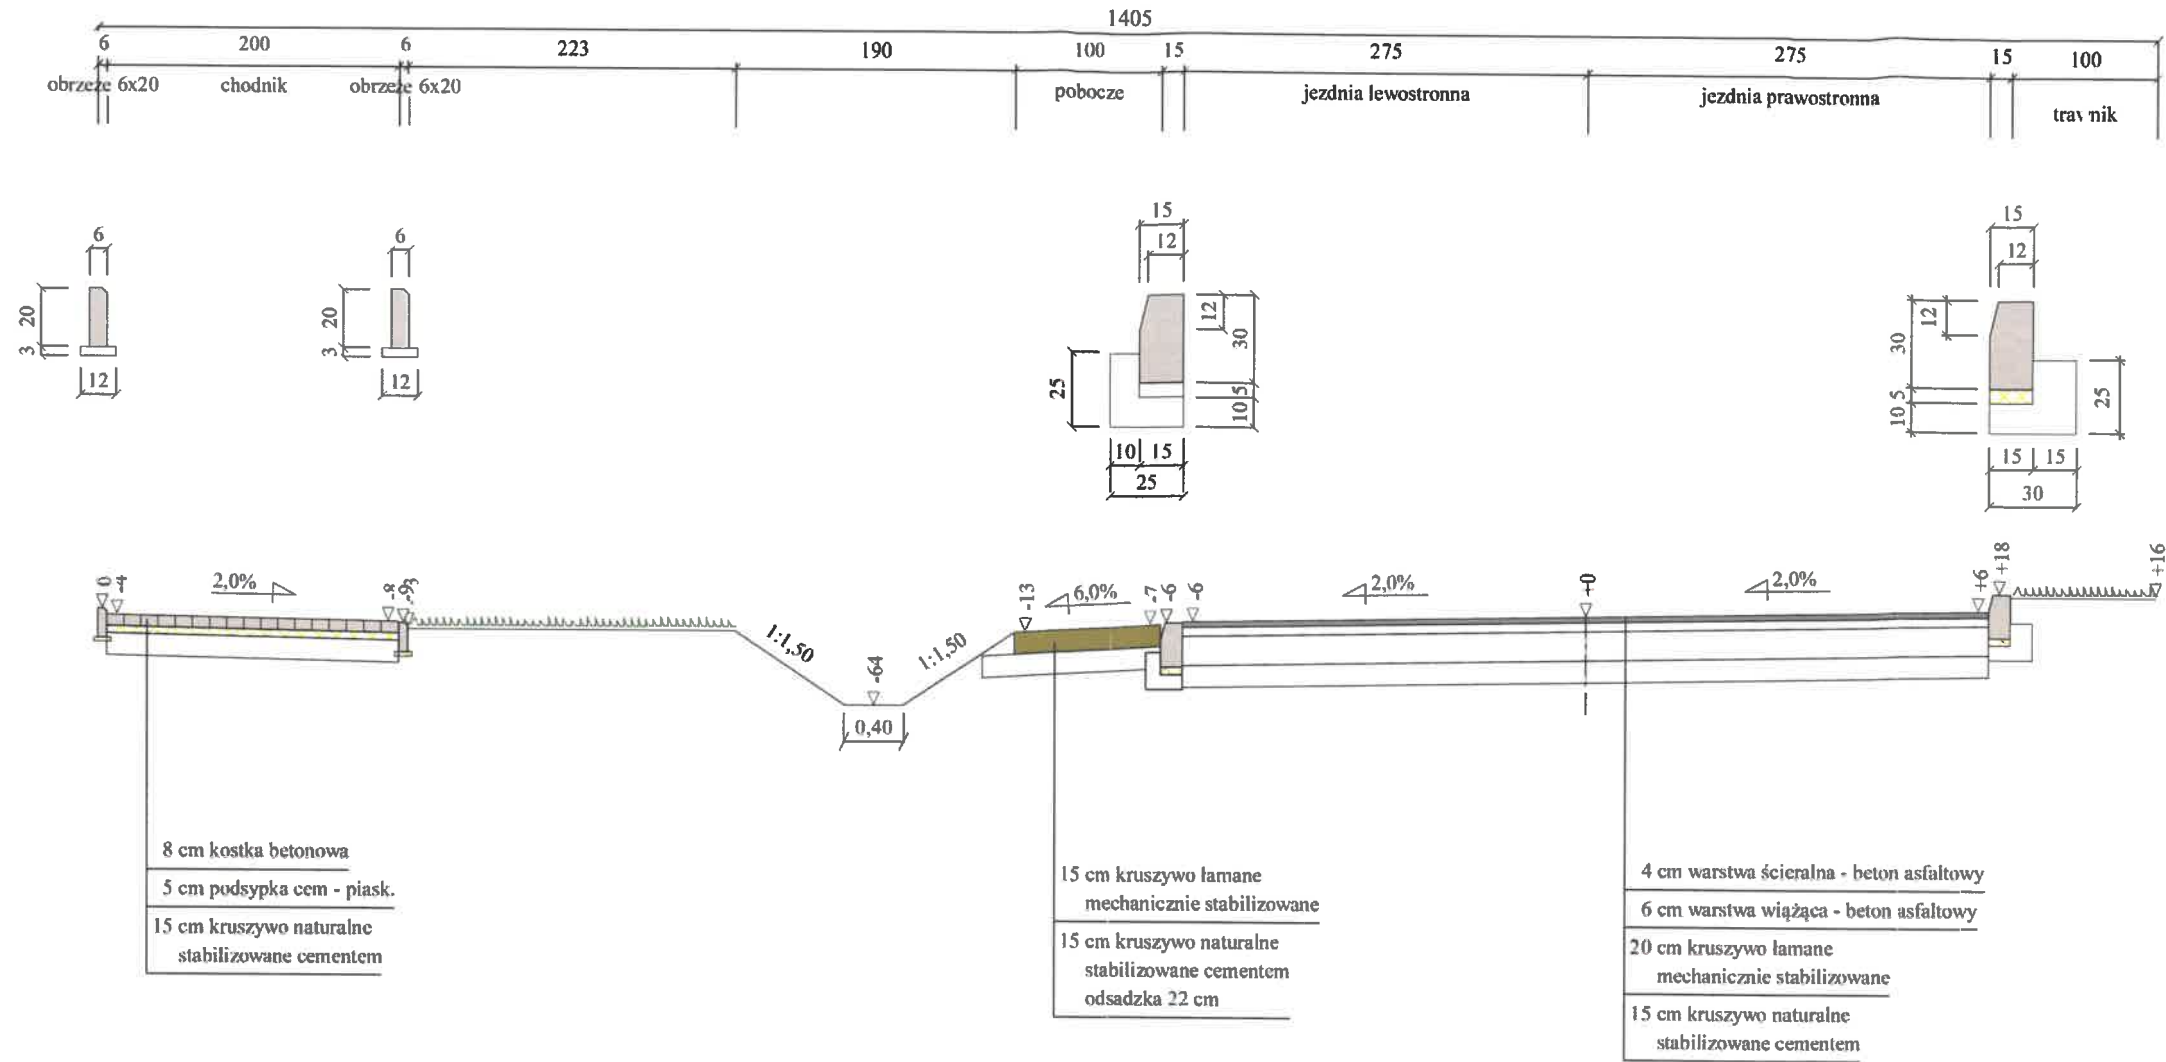 1405
6 200 6 223 190 100 15 275 275 15 100
obrzeże 6x20 chodnik obrzeże 6x20 pobocze jezdnia lewostronna jezdnia prawostronna
trawnik
6 6 15 15
12 12
20 3 12
20 3 12
25 12 30 5 10
10 15
25
30 12 5 10 25
15 15
30
0 -4 2,0% -8 -9 -13 6,0% -7 -6 -6 2,0% +0 2,0% +6 +18 +16
1:1,50 -64 1:1,50
0,40
8 cm kostka betonowa
5 cm podsypka cem - piask.
15 cm kruszywo naturalne
stabilizowane cementem
15 cm kruszywo łamane
mechanicznie stabilizowane
15 cm kruszywo naturalne
stabilizowane cementem
odsadzka 22 cm
4 cm warstwa ścieralna - beton asfaltowy
6 cm warstwa wiążąca - beton asfaltowy
20 cm kruszywo łamane
mechanicznie stabilizowane
15 cm kruszywo naturalne
stabilizowane cementem